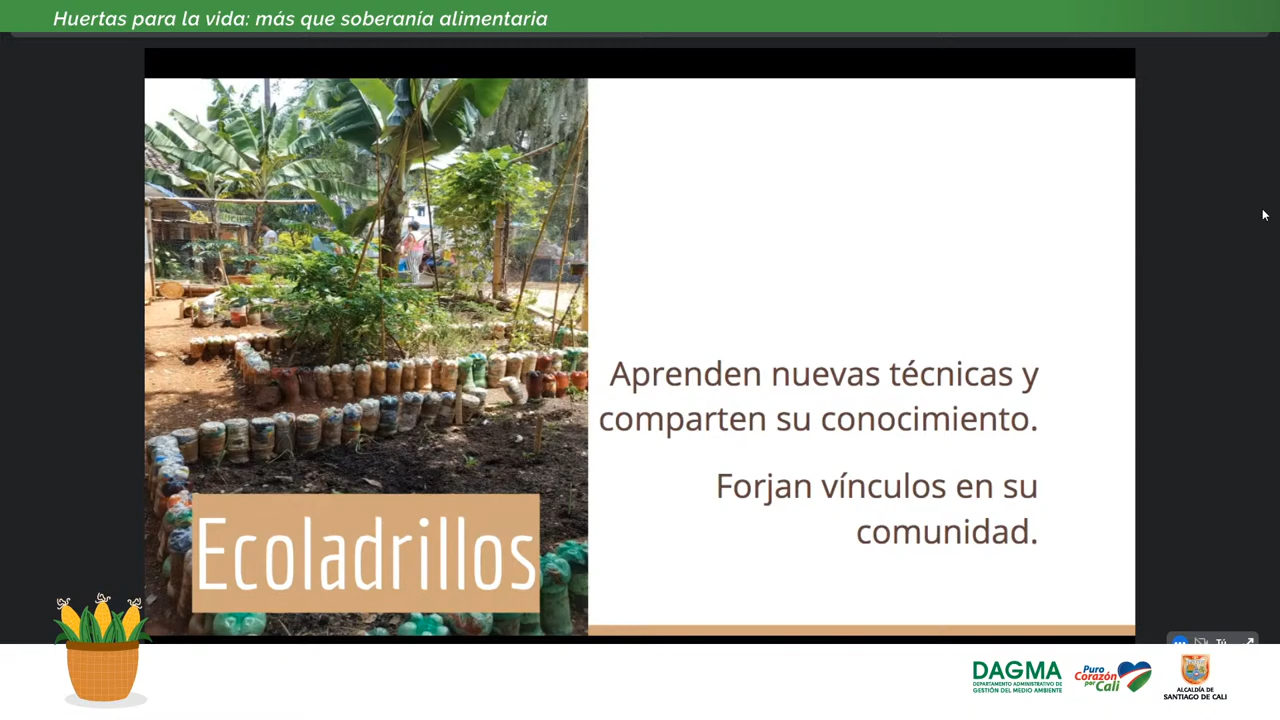 Huertas para la vida: más que soberanía alimentaria
Aprenden nuevas técnicas y
comparten su conocimiento.
Forjan vínculos en su
comunidad.
Ecoladrillos
Tú
DAGMA
DEPARTAMENTO ADMINISTRATIVO DE
GESTIÓN DEL MEDIO AMBIENTE
Puro
Corazón
por Cali
ALCALDÍA DE
SANTIAGO DE CALI